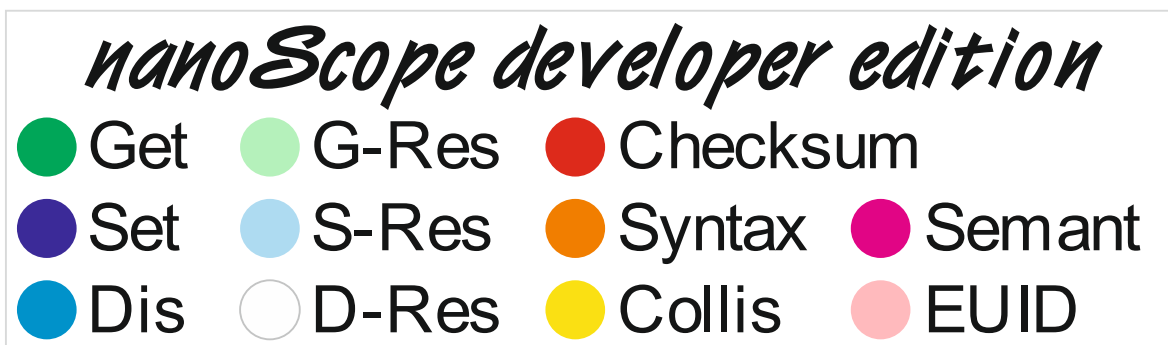 nanoScope developer edition
Get G-Res Checksum
Set S-Res Syntax Semant
Dis D-Res Collis EUID